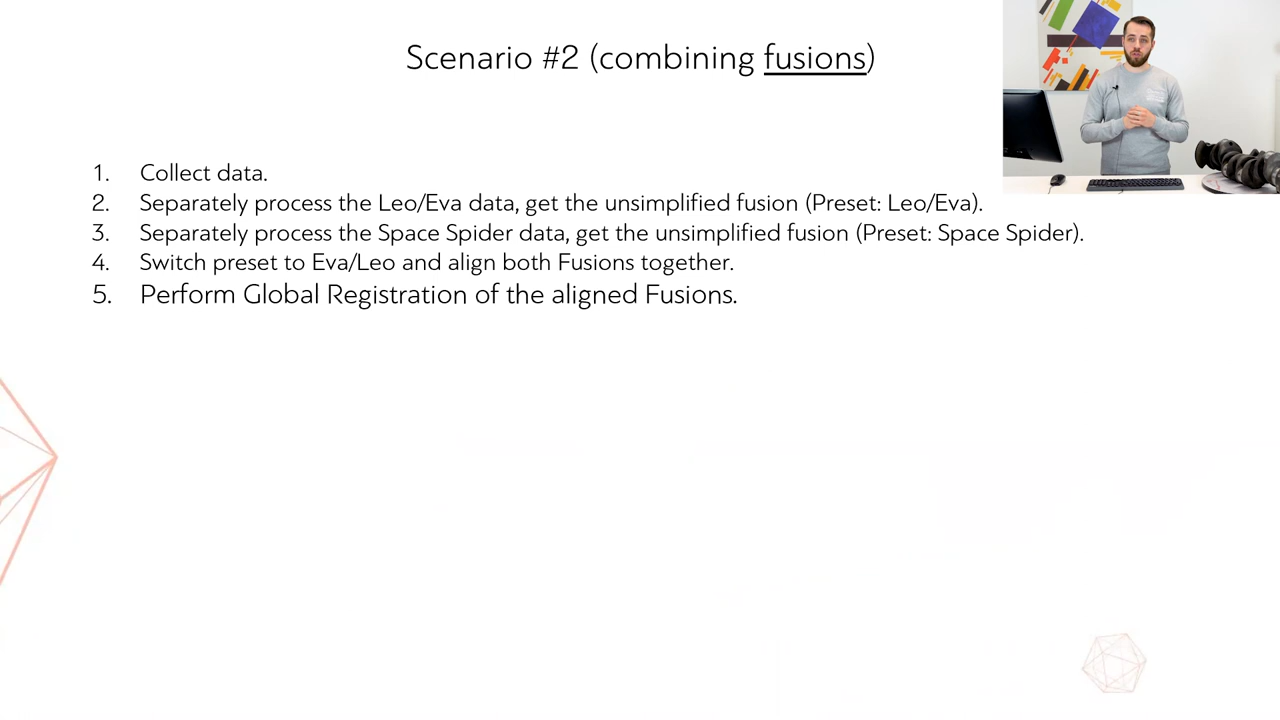 Scenario #2 (combining fusions)
1. Collect data.
2. Separately process the Leo/Eva data, get the unsimplified fusion (Preset: Leo/Eva).
3. Separately process the Space Spider data, get the unsimplified fusion (Preset: Space Spider).
4. Switch preset to Eva/Leo and align both Fusions together.
5. Perform Global Registration of the aligned Fusions.